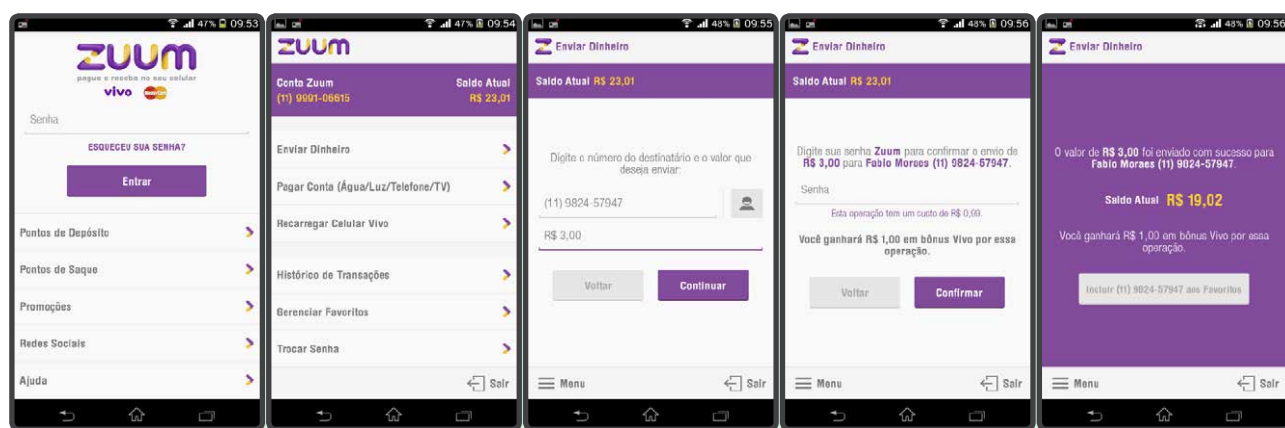 47% 09:53
zuum
pague e receba no seu celular
vivo MasterCard
Senha
ESQUECEU SUA SENHA?
Entrar
Pontos de Depósito
Pontos de Saque
Promoções
Redes Sociais
Ajuda
47% 09:54
zuum
Conta Zuum
(11) 9991-06615
Saldo Atual
R$ 23,01
Enviar Dinheiro
Pagar Conta (Água/Luz/Telefone/TV)
Recarregar Celular Vivo
Histórico de Transações
Gerenciar Favoritos
Trocar Senha
Sair
48% 09:55
Enviar Dinheiro
Saldo Atual R$ 23,01
Digite o número do destinatário e o valor que
deseja enviar:
(11) 9824-57947
R$ 3,00
Voltar
Continuar
Menu
Sair
48% 09:56
Enviar Dinheiro
Saldo Atual R$ 23,01
Digite sua senha Zuum para confirmar o envio de
R$ 3,00 para Fabio Moraes (11) 9824-57947.
Senha
Esta operação tem um custo de R$ 0,99.
Você ganhará R$ 1,00 em bônus Vivo por essa
operação.
Voltar
Confirmar
Menu
Sair
48% 09:56
Enviar Dinheiro
O valor de R$ 3,00 foi enviado com sucesso para
Fabio Moraes (11) 9824-57947.
Saldo Atual R$ 19,02
Você ganhará R$ 1,00 em bônus Vivo por essa
operação.
Incluir (11) 9824-57947 aos Favoritos
Menu
Sair